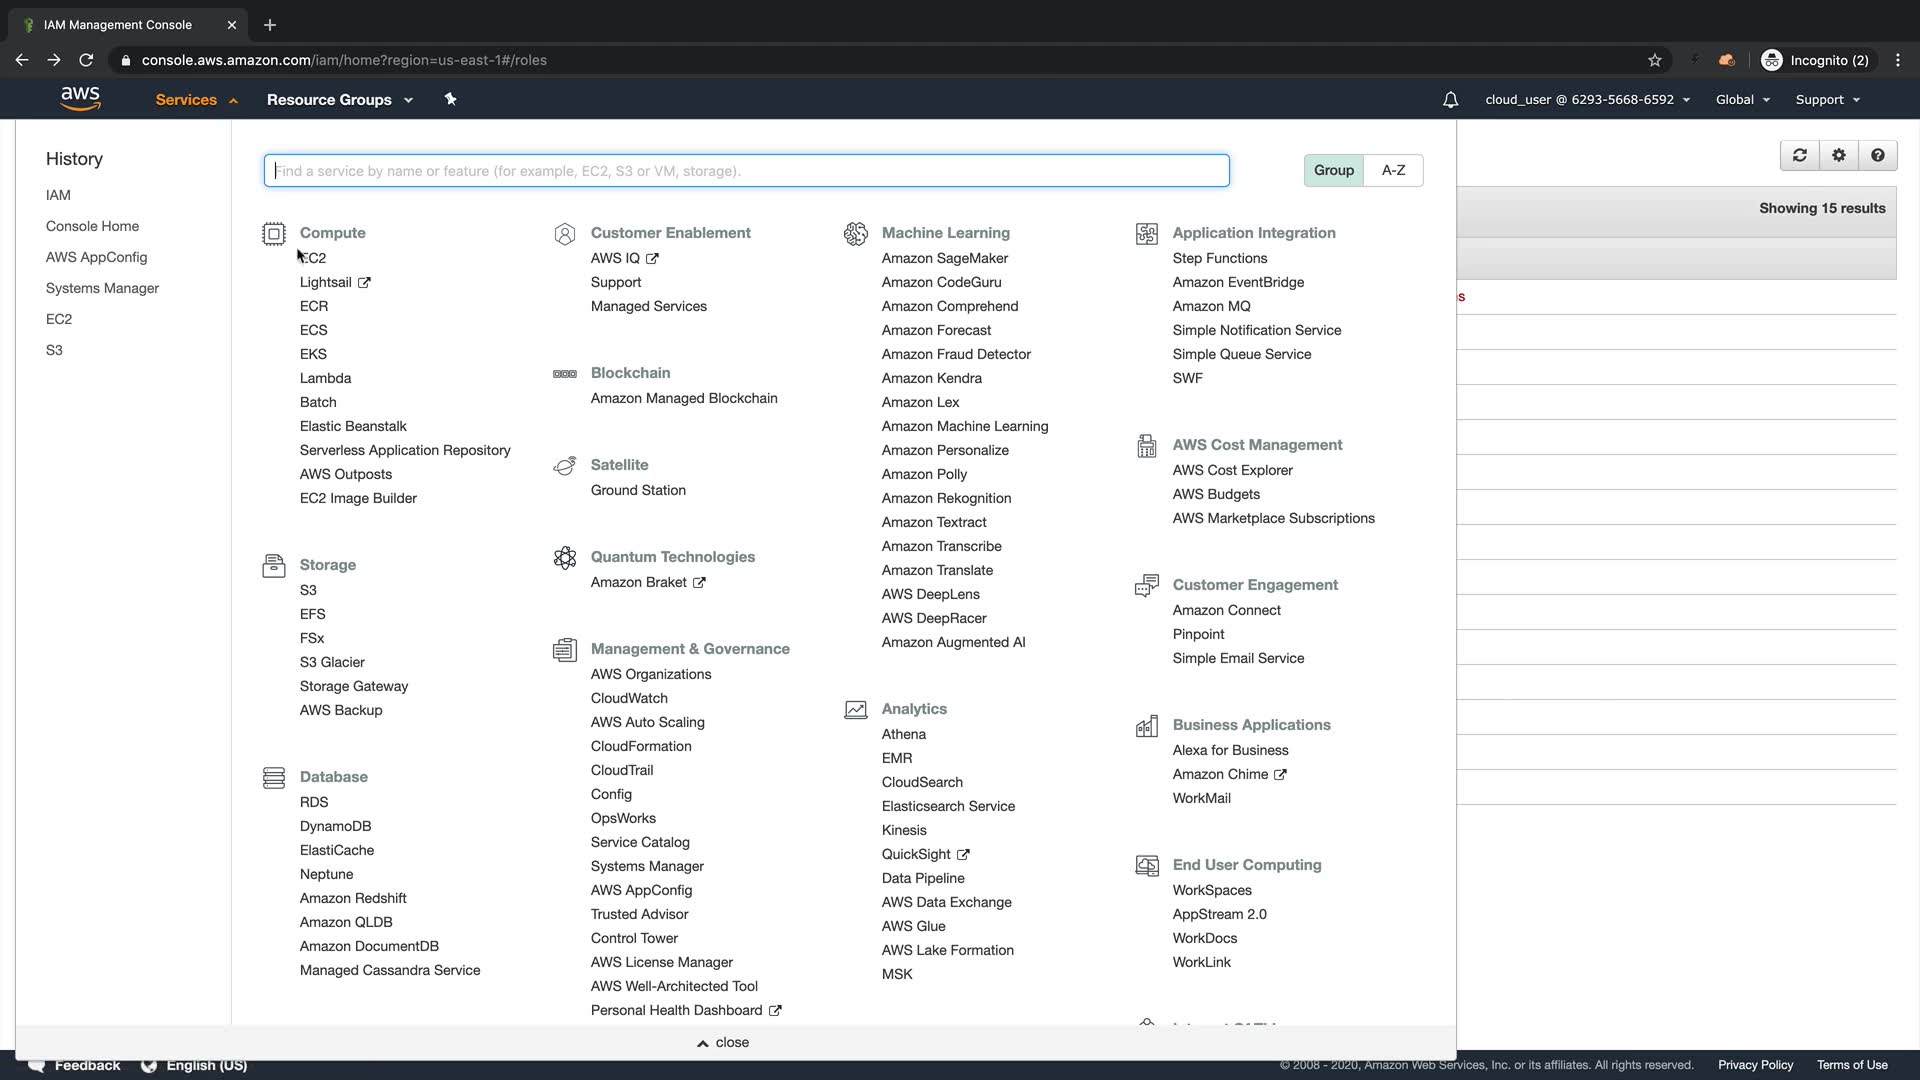 IAM Management Console
console.aws.amazon.com/iam/home?region=us-east-1#/roles
Incognito (2)
aws
Services
Resource Groups
cloud_user @ 6293-5668-6592
Global
Support
History
IAM
Console Home
AWS AppConfig
Systems Manager
EC2
S3
Find a service by name or feature (for example, EC2, S3 or VM, storage).
Group
A-Z
Showing 15 results
Compute
EC2
Lightsail
ECR
ECS
EKS
Lambda
Batch
Elastic Beanstalk
Serverless Application Repository
AWS Outposts
EC2 Image Builder
Storage
S3
EFS
FSx
S3 Glacier
Storage Gateway
AWS Backup
Database
RDS
DynamoDB
ElastiCache
Neptune
Amazon Redshift
Amazon QLDB
Amazon DocumentDB
Managed Cassandra Service
Customer Enablement
AWS IQ
Support
Managed Services
Blockchain
Amazon Managed Blockchain
Satellite
Ground Station
Quantum Technologies
Amazon Braket
Management & Governance
AWS Organizations
CloudWatch
AWS Auto Scaling
CloudFormation
CloudTrail
Config
OpsWorks
Service Catalog
Systems Manager
AWS AppConfig
Trusted Advisor
Control Tower
AWS License Manager
AWS Well-Architected Tool
Personal Health Dashboard
Machine Learning
Amazon SageMaker
Amazon CodeGuru
Amazon Comprehend
Amazon Forecast
Amazon Fraud Detector
Amazon Kendra
Amazon Lex
Amazon Machine Learning
Amazon Personalize
Amazon Polly
Amazon Rekognition
Amazon Textract
Amazon Transcribe
Amazon Translate
AWS DeepLens
AWS DeepRacer
Amazon Augmented AI
Analytics
Athena
EMR
CloudSearch
Elasticsearch Service
Kinesis
QuickSight
Data Pipeline
AWS Data Exchange
AWS Glue
AWS Lake Formation
MSK
Application Integration
Step Functions
Amazon EventBridge
Amazon MQ
Simple Notification Service
Simple Queue Service
SWF
AWS Cost Management
AWS Cost Explorer
AWS Budgets
AWS Marketplace Subscriptions
Customer Engagement
Amazon Connect
Pinpoint
Simple Email Service
Business Applications
Alexa for Business
Amazon Chime
WorkMail
End User Computing
WorkSpaces
AppStream 2.0
WorkDocs
WorkLink
close
Feedback
English (US)
© 2008 - 2020, Amazon Web Services, Inc. or its affiliates. All rights reserved.
Privacy Policy
Terms of Use